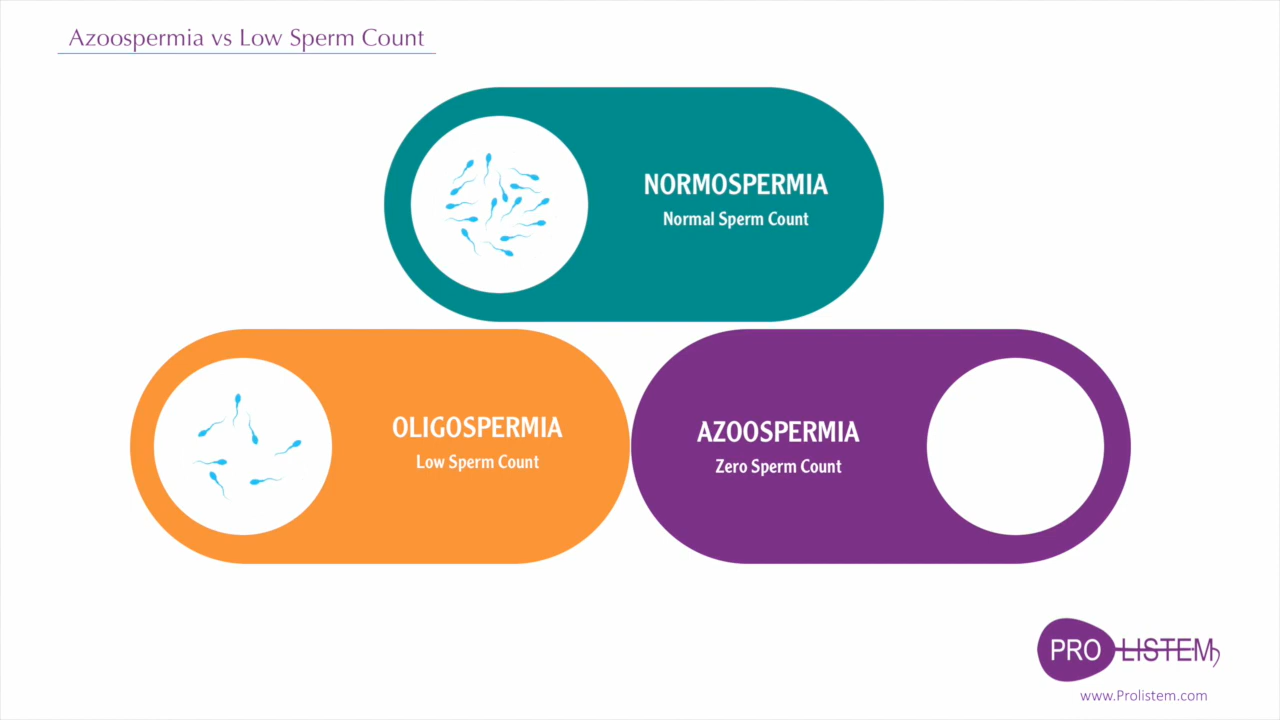 Azoospermia vs Low Sperm Count
NORMOSPERMIA
Normal Sperm Count
OLIGOSPERMIA
Low Sperm Count
AZOOSPERMIA
Zero Sperm Count
PRO LISTEM
www.Prolistem.com